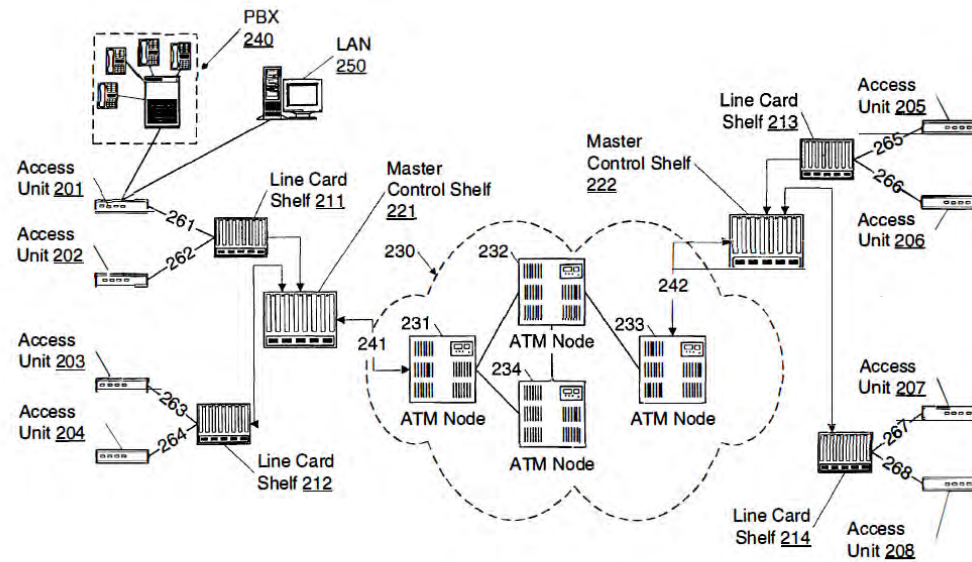 PBX
240
LAN
250
Access
Unit 201
261
262
Access
Unit 202
Line Card
Shelf 211
Master
Control Shelf
221
Access
Unit 203
263
264
Access
Unit 204
Line Card
Shelf 212
230
241
231
ATM Node
232
ATM Node
234
ATM Node
233
ATM Node
242
Master
Control Shelf
222
Line Card
Shelf 213
265
266
Access
Unit 205
Access
Unit 206
Access
Unit 207
267
268
Line Card
Shelf 214
Access
Unit 208